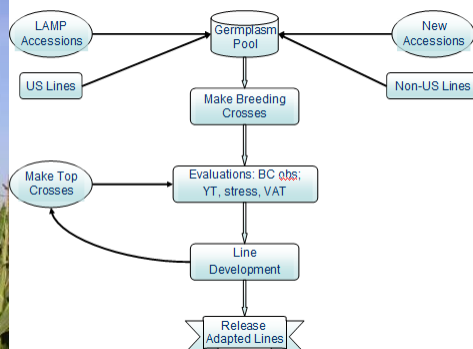 LAMP
Accessions
Germplasm
Pool
New
Accessions
US Lines
Non-US Lines
Make Breeding
Crosses
Make Top
Crosses
Evaluations: BC obs;
YT, stress, VAT
Line
Development
Release
Adapted Lines